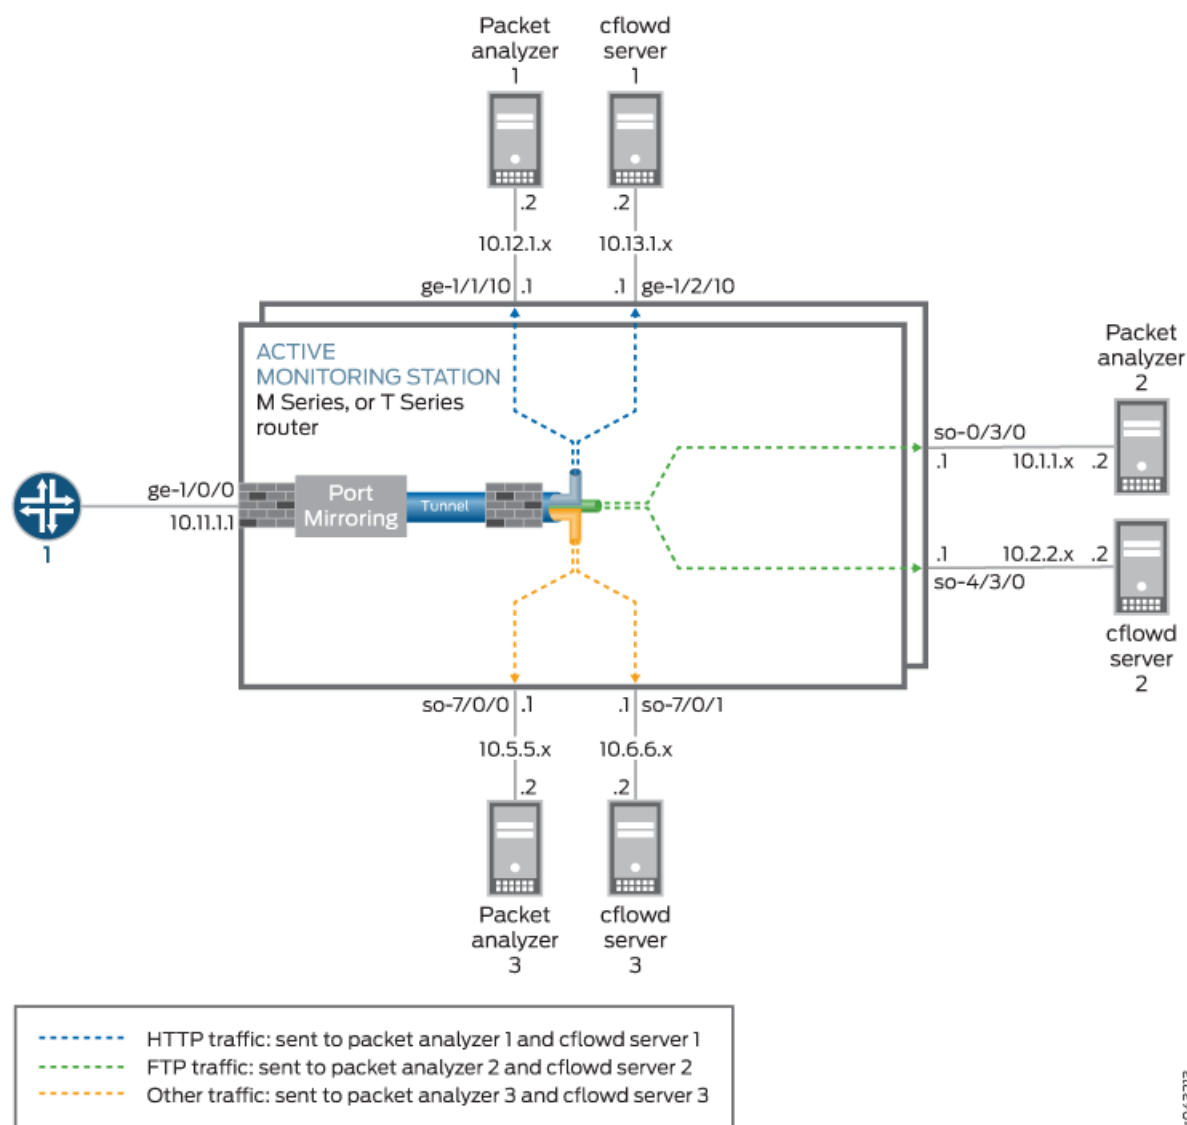 Packet
analyzer
1
cflowd
server
1
.2
.2
10.12.1.x
10.13.1.x
ge-1/1/10
.1
.1
ge-1/2/10
ACTIVE
MONITORING STATION
M Series, or T Series
router
Packet
analyzer
2
so-0/3/0
.1
10.1.1.x
.2
ge-1/0/0
10.11.1.1
1
Port
Mirroring
Tunnel
.1
10.2.2.x
.2
so-4/3/0
cflowd
server
2
so-7/0/0
.1
.1
so-7/0/1
10.5.5.x
10.6.6.x
.2
.2
Packet
analyzer
3
cflowd
server
3
HTTP traffic: sent to packet analyzer 1 and cflowd server 1
FTP traffic: sent to packet analyzer 2 and cflowd server 2
Other traffic: sent to packet analyzer 3 and cflowd server 3